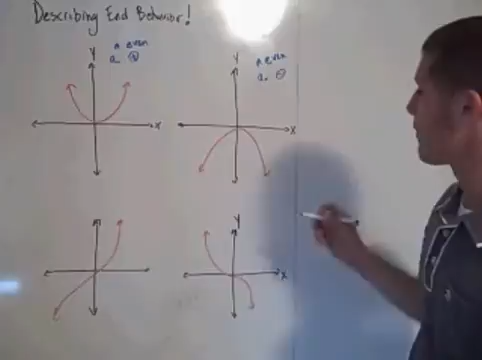 Describing End Behavior!
Y
n even
a ⊕
X
n even
a ⊖
X
Y
X